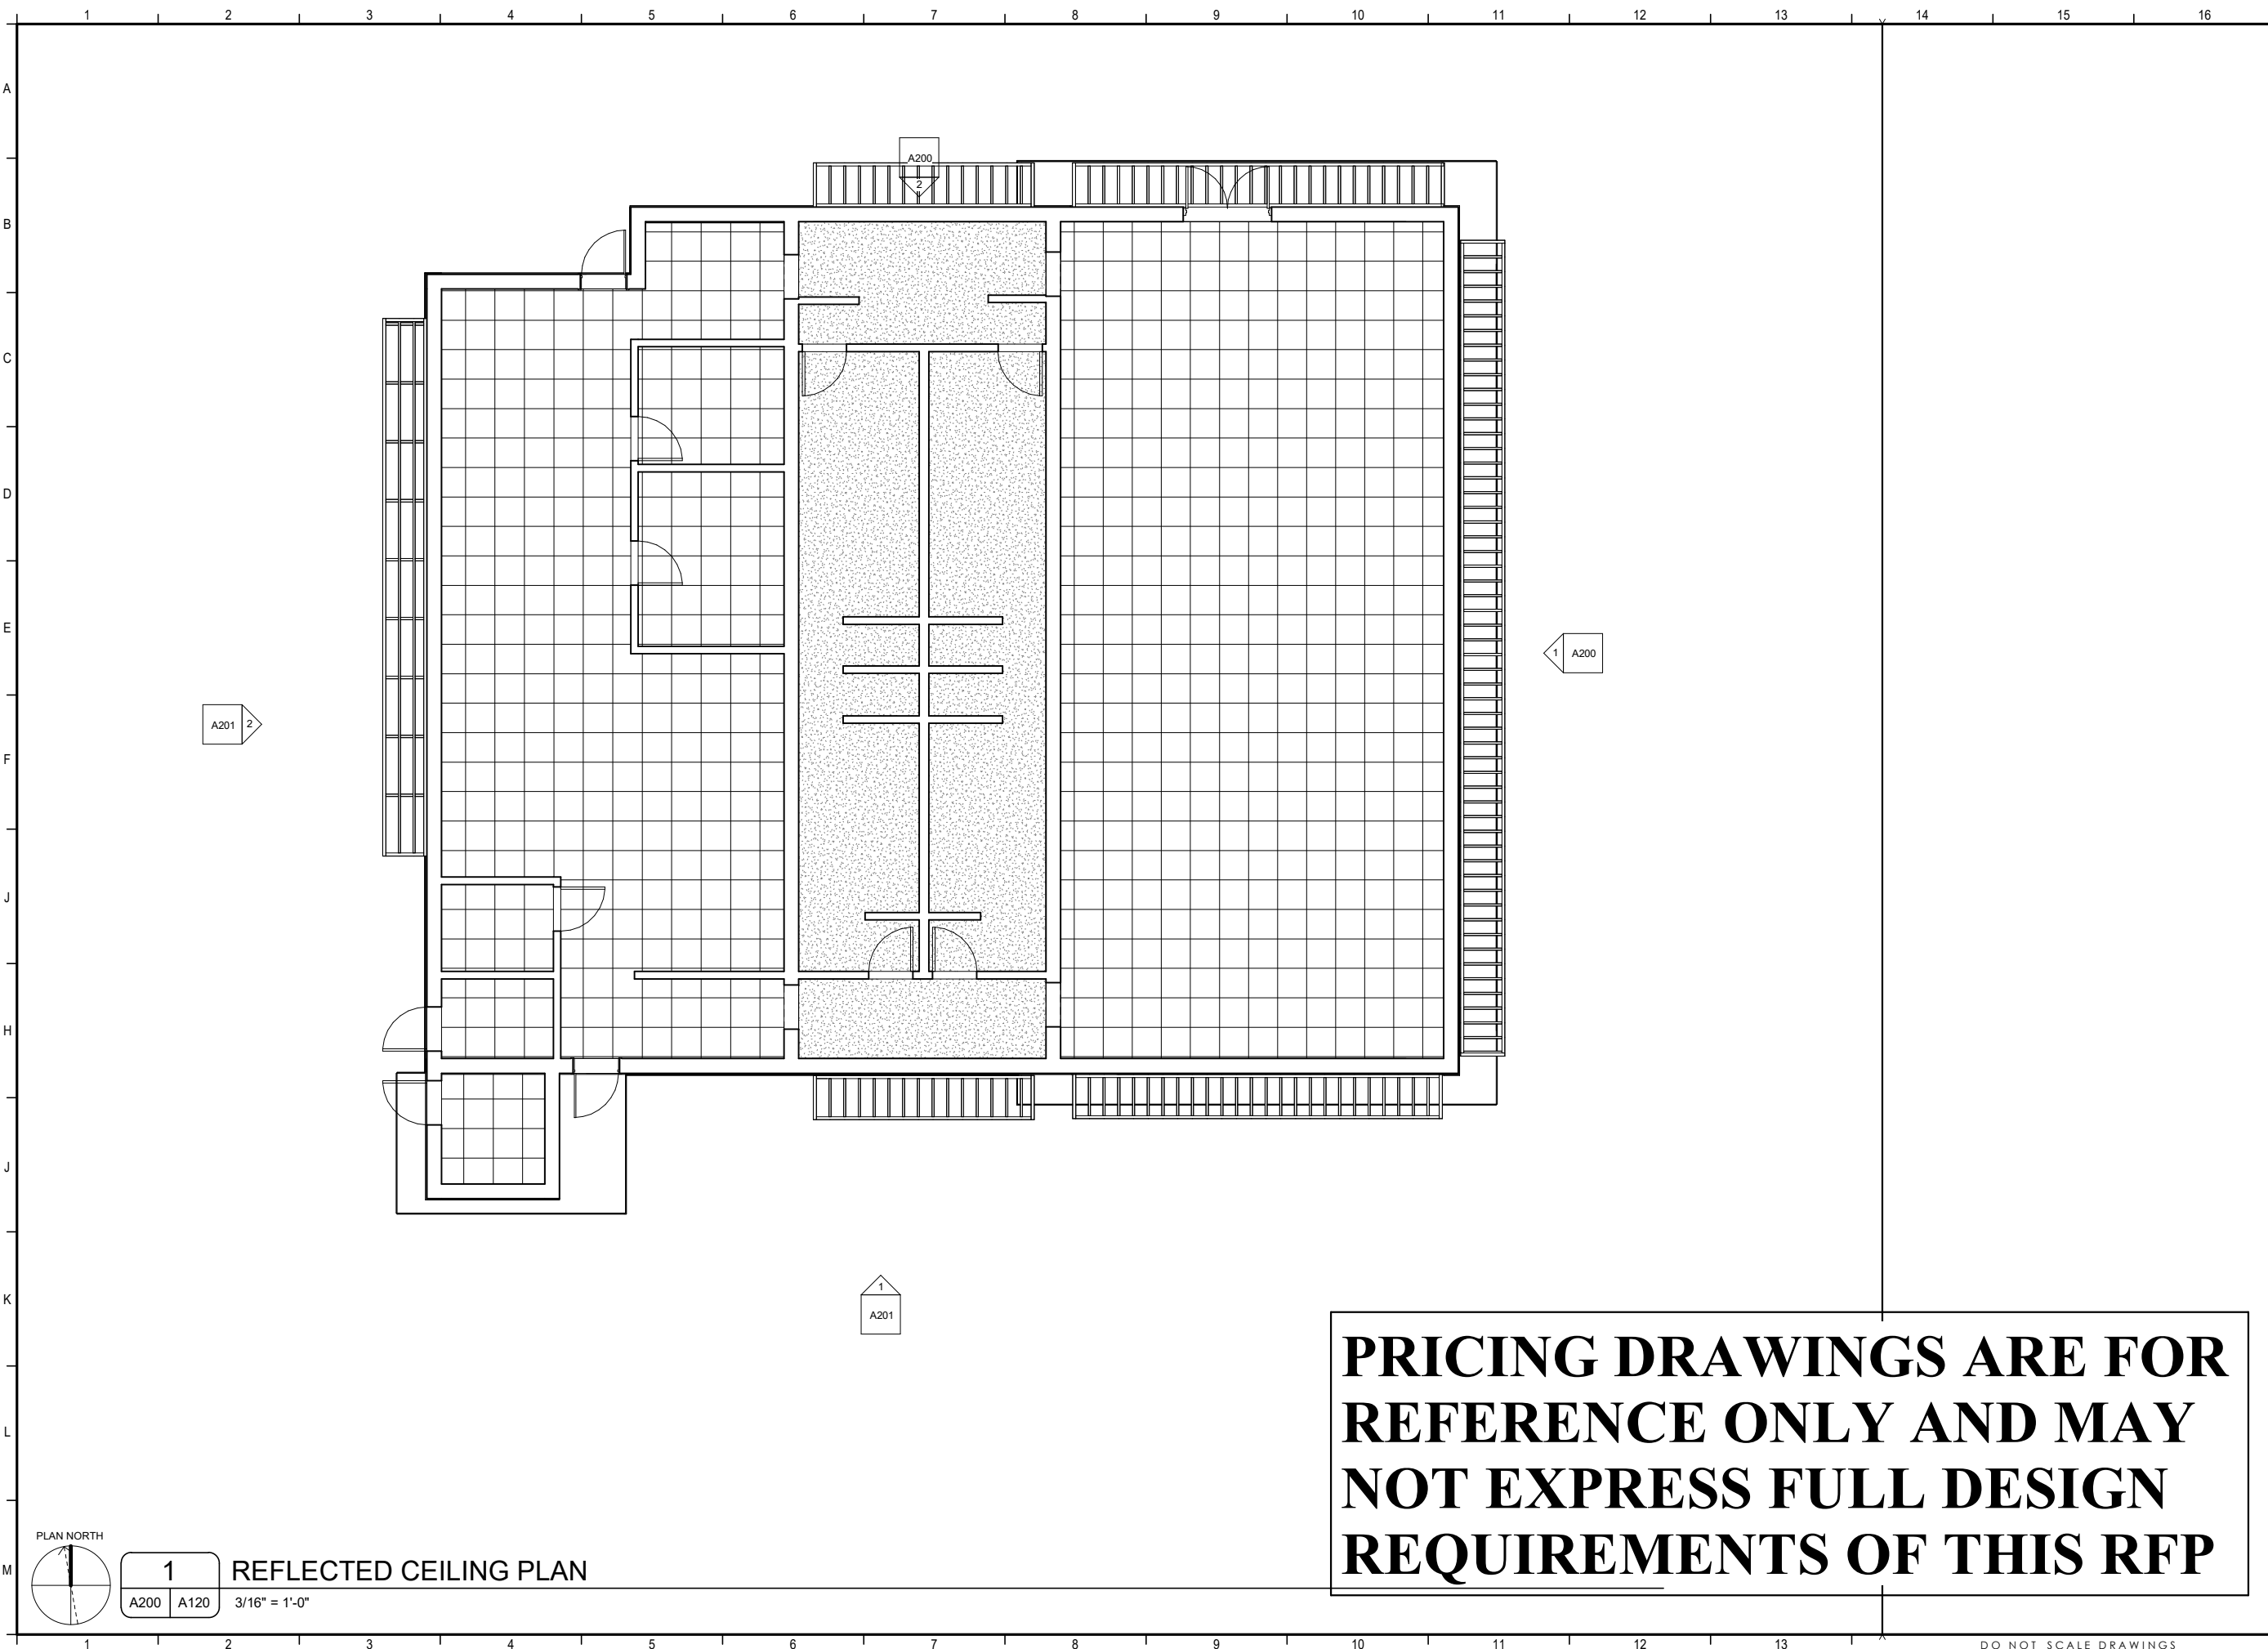 1 2 3 4 5 6 7 8 9 10 11 12 13 14 15 16
A
B
C
D
E
F
J
H
J
K
L
M
A200
2
1 A200
A201 2
1
A201
PRICING DRAWINGS ARE FOR
REFERENCE ONLY AND MAY
NOT EXPRESS FULL DESIGN
REQUIREMENTS OF THIS RFP
PLAN NORTH
1 REFLECTED CEILING PLAN
A200 A120 3/16" = 1'-0"
1 2 3 4 5 6 7 8 9 10 11 12 13
DO NOT SCALE DRAWINGS